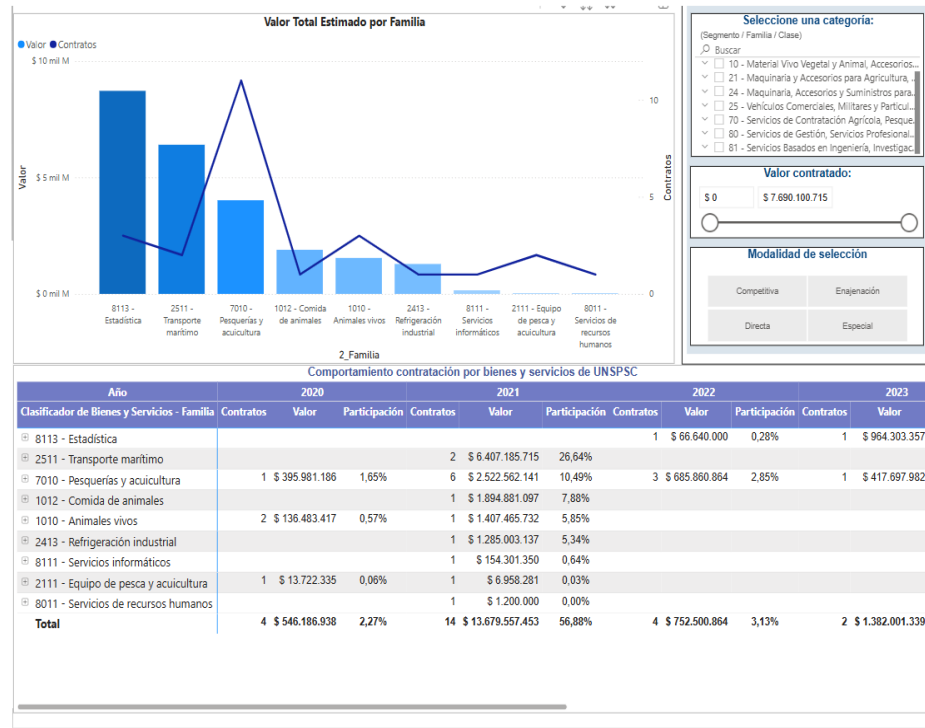 Valor Total Estimado por Familia
Valor Contratos
$ 10 mil M
$ 5 mil M
$ 0 mil M
Valor
10
5
0
Contratos
8113 - Estadística
2511 - Transporte marítimo
7010 - Pesquerías y acuicultura
1012 - Comida de animales
1010 - Animales vivos
2413 - Refrigeración industrial
8111 - Servicios informáticos
2111 - Equipo de pesca y acuicultura
8011 - Servicios de recursos humanos
2_Familia
Seleccione una categoría:
(Segmento / Familia / Clase)
Buscar
10 - Material Vivo Vegetal y Animal, Accesorios...
21 - Maquinaria y Accesorios para Agricultura, ...
24 - Maquinaria, Accesorios y Suministros para...
25 - Vehículos Comerciales, Militares y Particul...
70 - Servicios de Contratación Agrícola, Pesque...
80 - Servicios de Gestión, Servicios Profesional...
81 - Servicios Basados en Ingeniería, Investigac...
Valor contratado:
$ 0 $ 7.690.100.715
Modalidad de selección
Competitiva Enajenación
Directa Especial
Comportamiento contratación por bienes y servicios de UNSPSC
Año 2020 2021 2022 2023
Clasificador de Bienes y Servicios - Familia Contratos Valor Participación Contratos Valor Participación Contratos Valor Participación Contratos Valor
8113 - Estadística 1 $ 66.640.000 0,28% 1 $ 964.303.357
2511 - Transporte marítimo 2 $ 6.407.185.715 26,64%
7010 - Pesquerías y acuicultura 1 $ 395.981.186 1,65% 6 $ 2.522.562.141 10,49% 3 $ 685.860.864 2,85% 1 $ 417.697.982
1012 - Comida de animales 1 $ 1.894.881.097 7,88%
1010 - Animales vivos 2 $ 136.483.417 0,57% 1 $ 1.407.465.732 5,85%
2413 - Refrigeración industrial 1 $ 1.285.003.137 5,34%
8111 - Servicios informáticos 1 $ 154.301.350 0,64%
2111 - Equipo de pesca y acuicultura 1 $ 13.722.335 0,06% 1 $ 6.958.281 0,03%
8011 - Servicios de recursos humanos 1 $ 1.200.000 0,00%
Total 4 $ 546.186.938 2,27% 14 $ 13.679.557.453 56,88% 4 $ 752.500.864 3,13% 2 $ 1.382.001.339